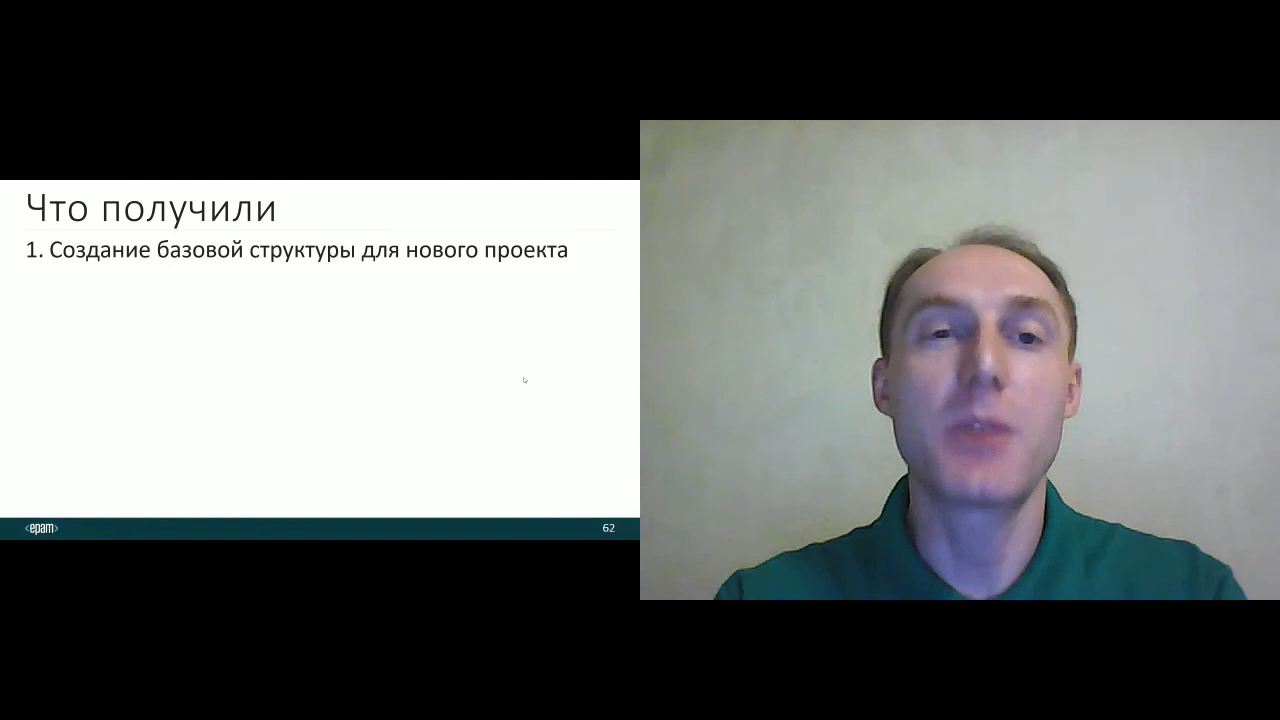 Что получили
1. Создание базовой структуры для нового проекта
<epam>
62